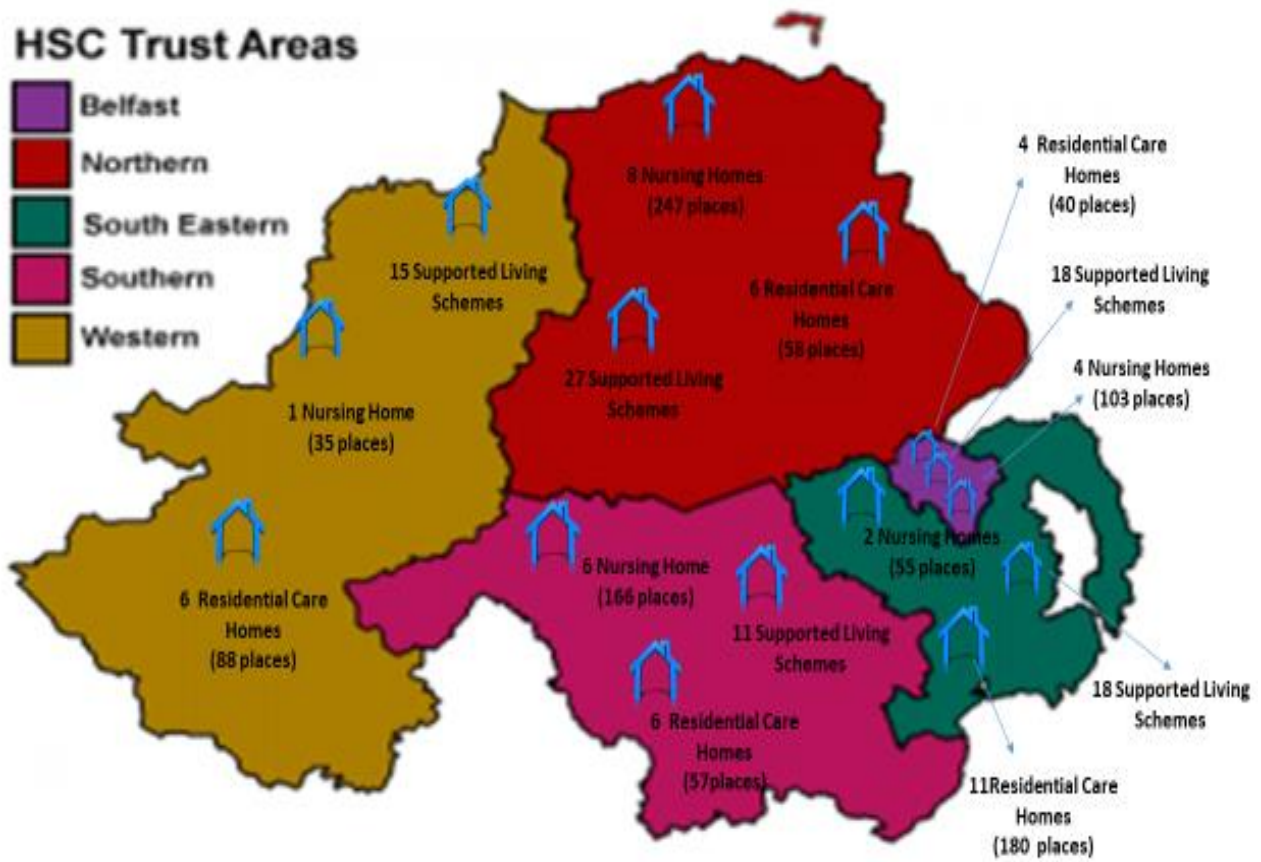 HSC Trust Areas
Belfast
Northern
South Eastern
Southern
Western
8 Nursing Homes
(247 places)
6 Residential Care
Homes
(58 places)
27 Supported Living
Schemes
15 Supported Living
Schemes
1 Nursing Home
(35 places)
6 Residential Care
Homes
(88 places)
6 Nursing Home
(166 places)
11 Supported Living
Schemes
6 Residential Care
Homes
(57places)
4 Residential Care
Homes
(40 places)
18 Supported Living
Schemes
4 Nursing Homes
(103 places)
2 Nursing Homes
(55 places)
18 Supported Living
Schemes
11Residential Care
Homes
(180 places)